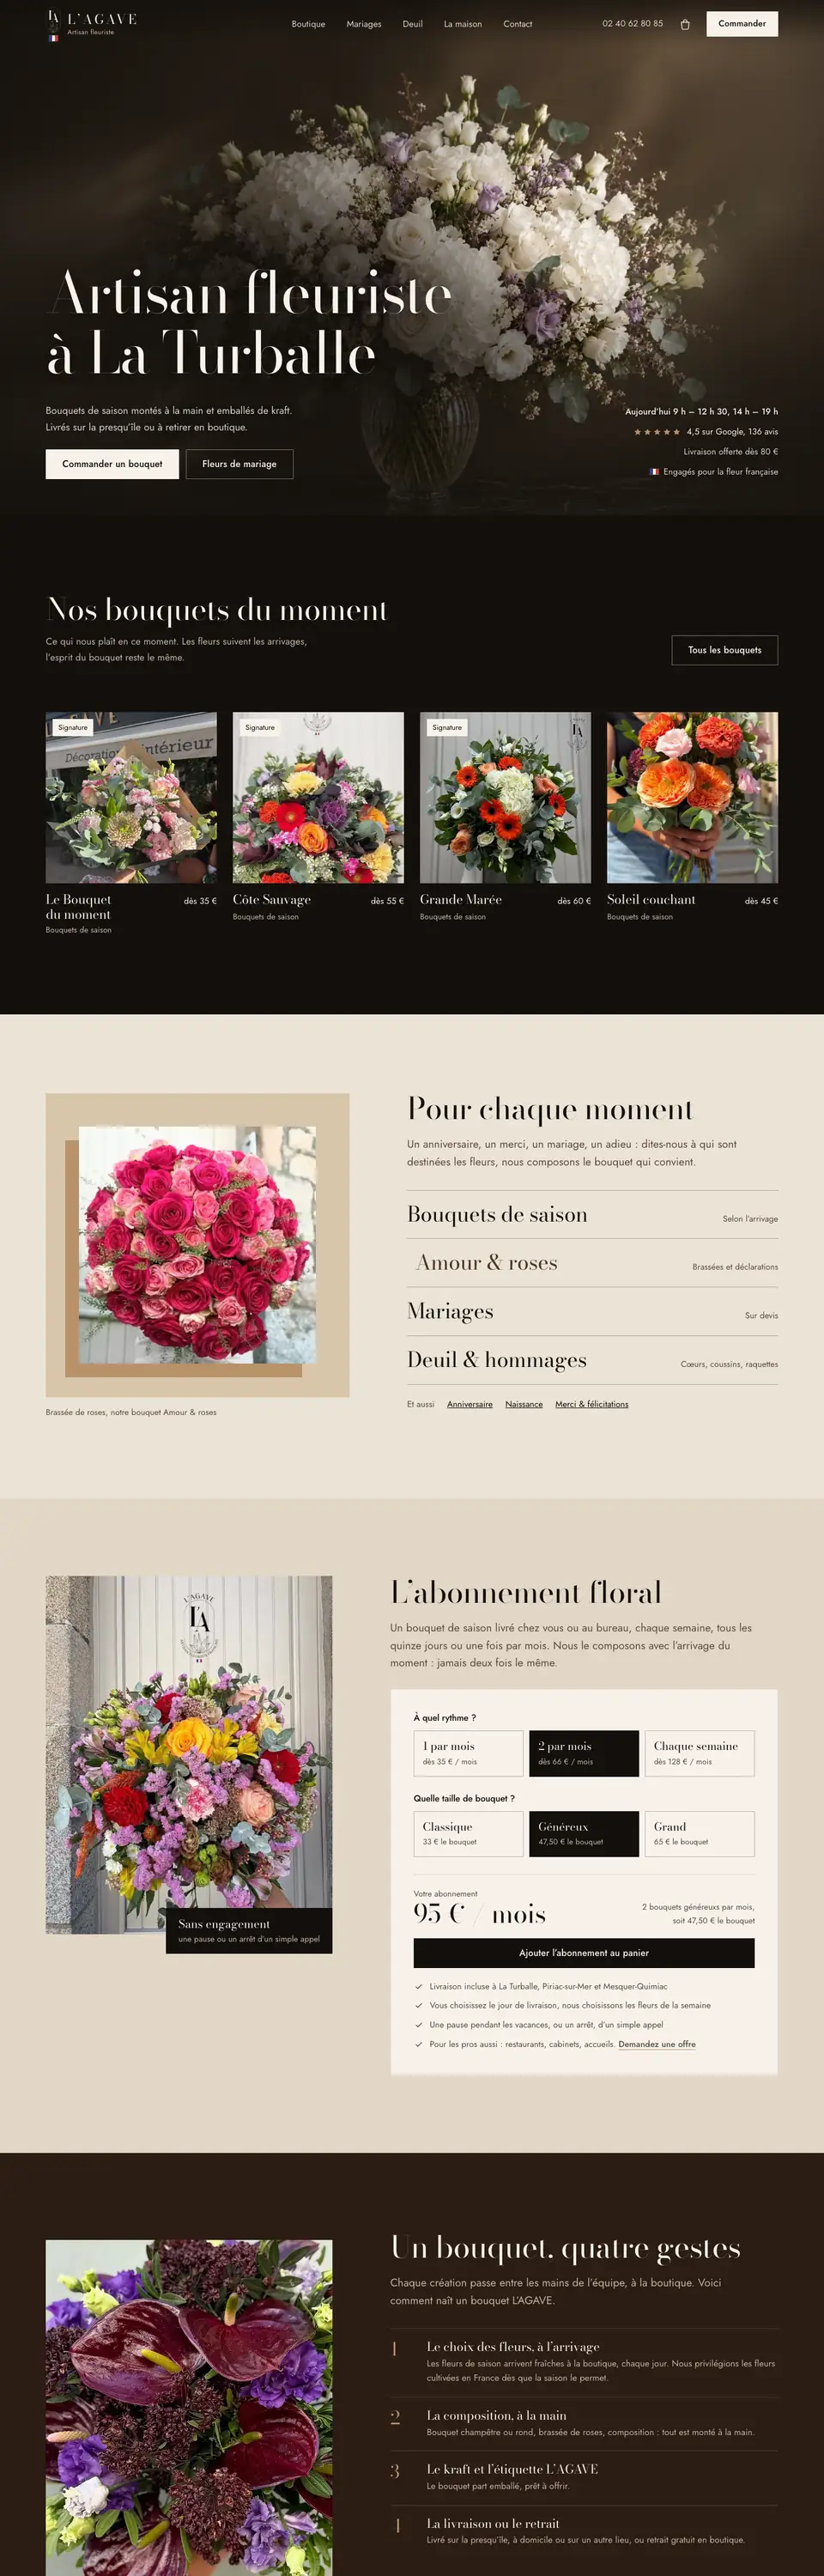 L'AGAVE
Artisan fleuriste
Boutique
Mariages
Deuil
La maison
Contact
02 40 62 80 85
Commander
Artisan fleuriste
à La Turballe
Bouquets de saison montés à la main et emballés de kraft.
Livrés sur la presqu'île ou à retirer en boutique.
Commander un bouquet
Fleurs de mariage
Aujourd'hui 9 h – 12 h 30, 14 h – 19 h
4,5 sur Google, 136 avis
Livraison offerte dès 80 €
Engagés pour la fleur française
Nos bouquets du moment
Ce qui nous plaît en ce moment. Les fleurs suivent les arrivages,
l'esprit du bouquet reste le même.
Tous les bouquets
Signature
Signature
Signature
Le Bouquet
du moment
dès 35 €
Bouquets de saison
Côte Sauvage
dès 55 €
Bouquets de saison
Grande Marée
dès 60 €
Bouquets de saison
Soleil couchant
dès 45 €
Bouquets de saison
Pour chaque moment
Un anniversaire, un merci, un mariage, un adieu : dites-nous à qui sont
destinées les fleurs, nous composons le bouquet qui convient.
Bouquets de saison
Selon l'arrivage
Amour & roses
Brassées et déclarations
Mariages
Sur devis
Deuil & hommages
Cœurs, coussins, raquettes
Et aussi
Anniversaire
Naissance
Merci & félicitations
Brassée de roses, notre bouquet Amour & roses
L'AGAVE
LA
Sans engagement
une pause ou un arrêt d'un simple appel
L'abonnement floral
Un bouquet de saison livré chez vous ou au bureau, chaque semaine, tous les
quinze jours ou une fois par mois. Nous le composons avec l'arrivage du
moment : jamais deux fois le même.
À quel rythme ?
1 par mois
dès 35 € / mois
2 par mois
dès 66 € / mois
Chaque semaine
dès 128 € / mois
Quelle taille de bouquet ?
Classique
33 € le bouquet
Généreux
47,50 € le bouquet
Grand
65 € le bouquet
Votre abonnement
95 € / mois
2 bouquets généreux par mois,
soit 47,50 € le bouquet
Ajouter l'abonnement au panier
Livraison incluse à La Turballe, Piriac-sur-Mer et Mesquer-Quimiac
Vous choisissez le jour de livraison, nous choisissons les fleurs de la semaine
Une pause pendant les vacances, ou un arrêt, d'un simple appel
Pour les pros aussi : restaurants, cabinets, accueils. Demandez une offre
Un bouquet, quatre gestes
Chaque création passe entre les mains de l'équipe, à la boutique. Voici
comment naît un bouquet L'AGAVE.
1
Le choix des fleurs, à l'arrivage
Les fleurs de saison arrivent fraîches à la boutique, chaque jour. Nous privilégions les fleurs
cultivées en France dès que la saison le permet.
2
La composition, à la main
Bouquet champêtre ou rond, brassée de roses, composition : tout est monté à la main.
3
Le kraft et l'étiquette L'AGAVE
Le bouquet part emballé, prêt à offrir.
4
La livraison ou le retrait
Livré sur la presqu'île, à domicile ou sur un autre lieu, ou retrait gratuit en boutique.